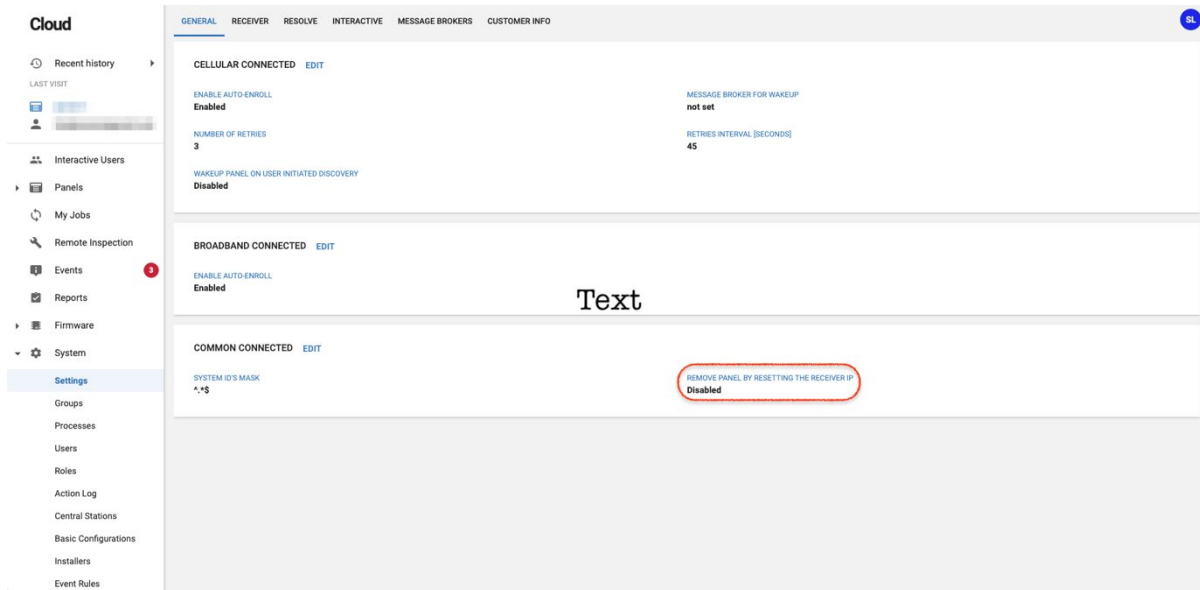 Cloud
GENERAL RECEIVER RESOLVE INTERACTIVE MESSAGE BROKERS CUSTOMER INFO
SL
Recent history
LAST VISIT
Interactive Users
Panels
My Jobs
Remote Inspection
Events 3
Reports
Firmware
System
Settings
Groups
Processes
Users
Roles
Action Log
Central Stations
Basic Configurations
Installers
Event Rules
CELLULAR CONNECTED EDIT
ENABLE AUTO-ENROLL
Enabled
MESSAGE BROKER FOR WAKEUP
not set
NUMBER OF RETRIES
3
RETRIES INTERVAL [SECONDS]
45
WAKEUP PANEL ON USER INITIATED DISCOVERY
Disabled
BROADBAND CONNECTED EDIT
ENABLE AUTO-ENROLL
Enabled
Text
COMMON CONNECTED EDIT
SYSTEM ID'S MASK
^.*$
REMOVE PANEL BY RESETTING THE RECEIVER IP
Disabled